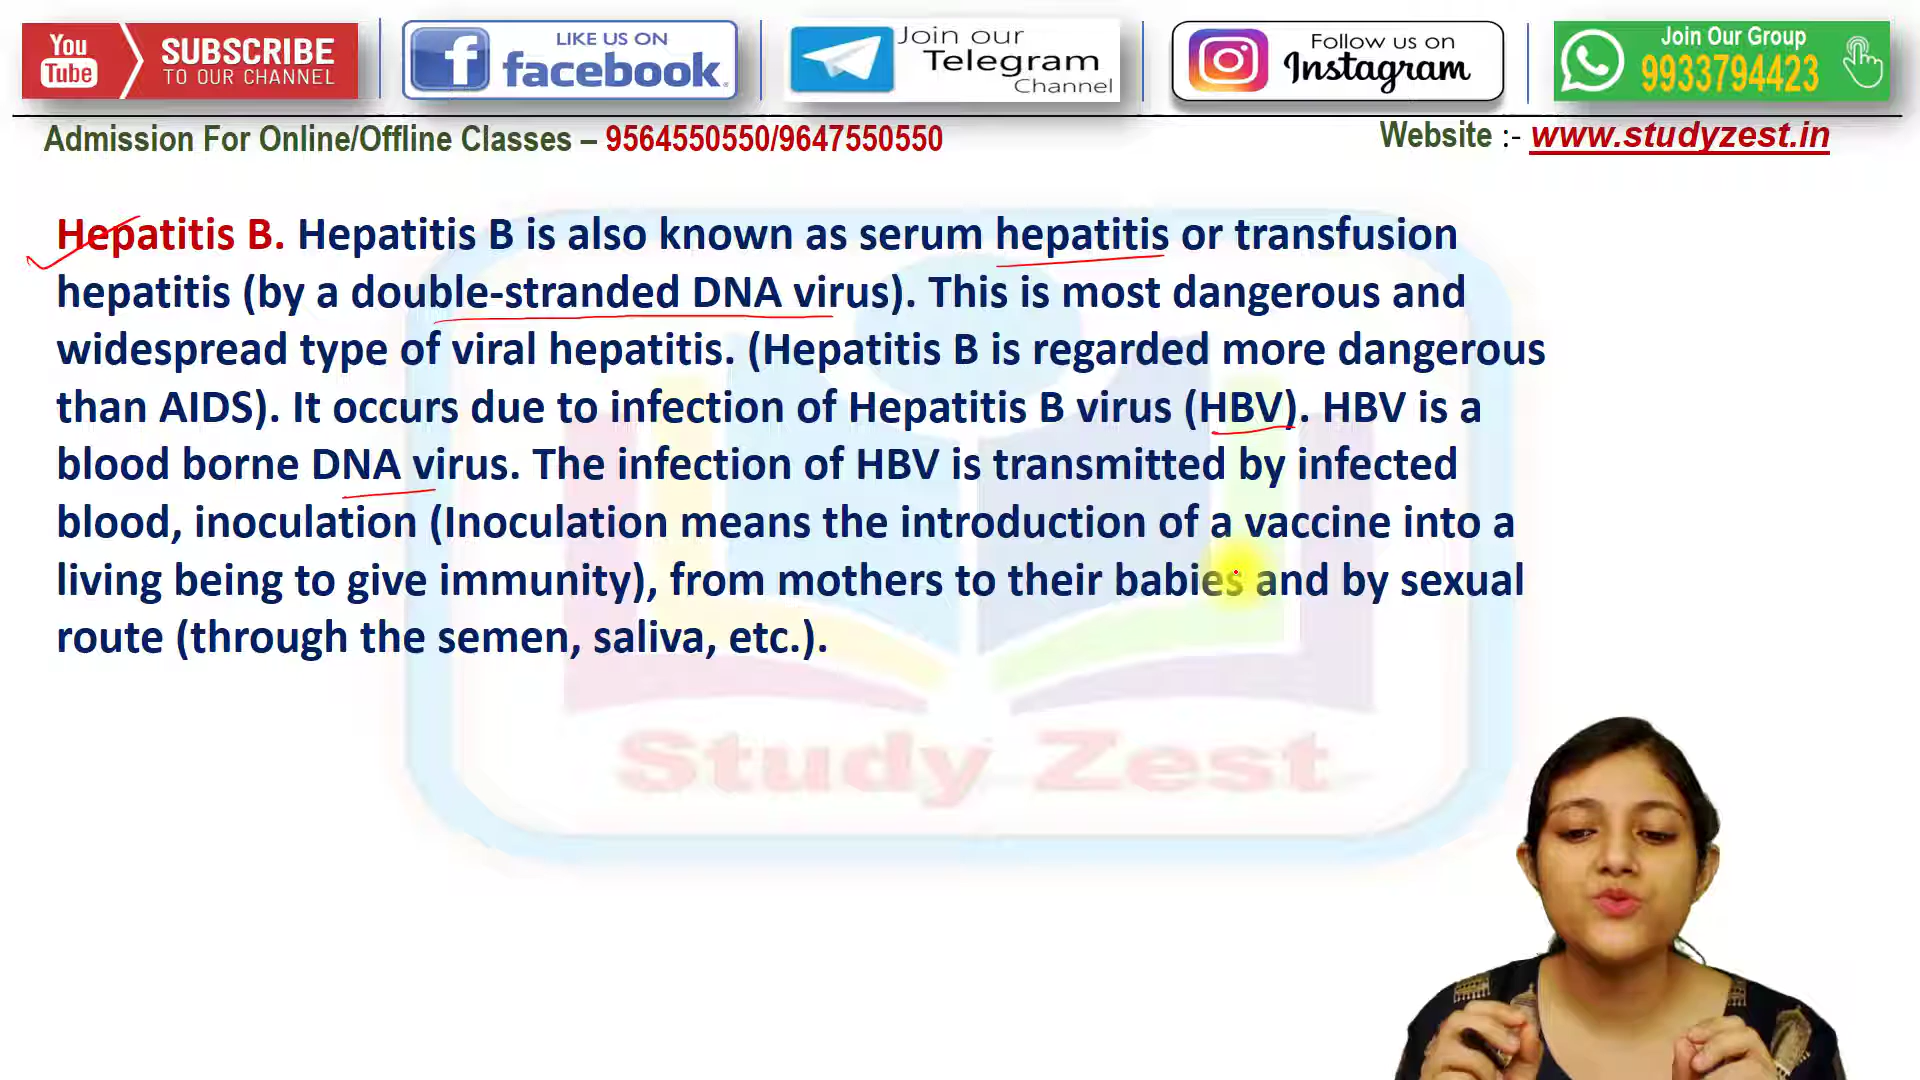 You Tube SUBSCRIBE TO OUR CHANNEL
LIKE US ON facebook
Join our Telegram Channel
Follow us on Instagram
Join Our Group 9933794423
Admission For Online/Offline Classes – 9564550550/9647550550
Website :- www.studyzest.in
Hepatitis B. Hepatitis B is also known as serum hepatitis or transfusion
hepatitis (by a double-stranded DNA virus). This is most dangerous and
widespread type of viral hepatitis. (Hepatitis B is regarded more dangerous
than AIDS). It occurs due to infection of Hepatitis B virus (HBV). HBV is a
blood borne DNA virus. The infection of HBV is transmitted by infected
blood, inoculation (Inoculation means the introduction of a vaccine into a
living being to give immunity), from mothers to their babies and by sexual
route (through the semen, saliva, etc.).
Study Zest